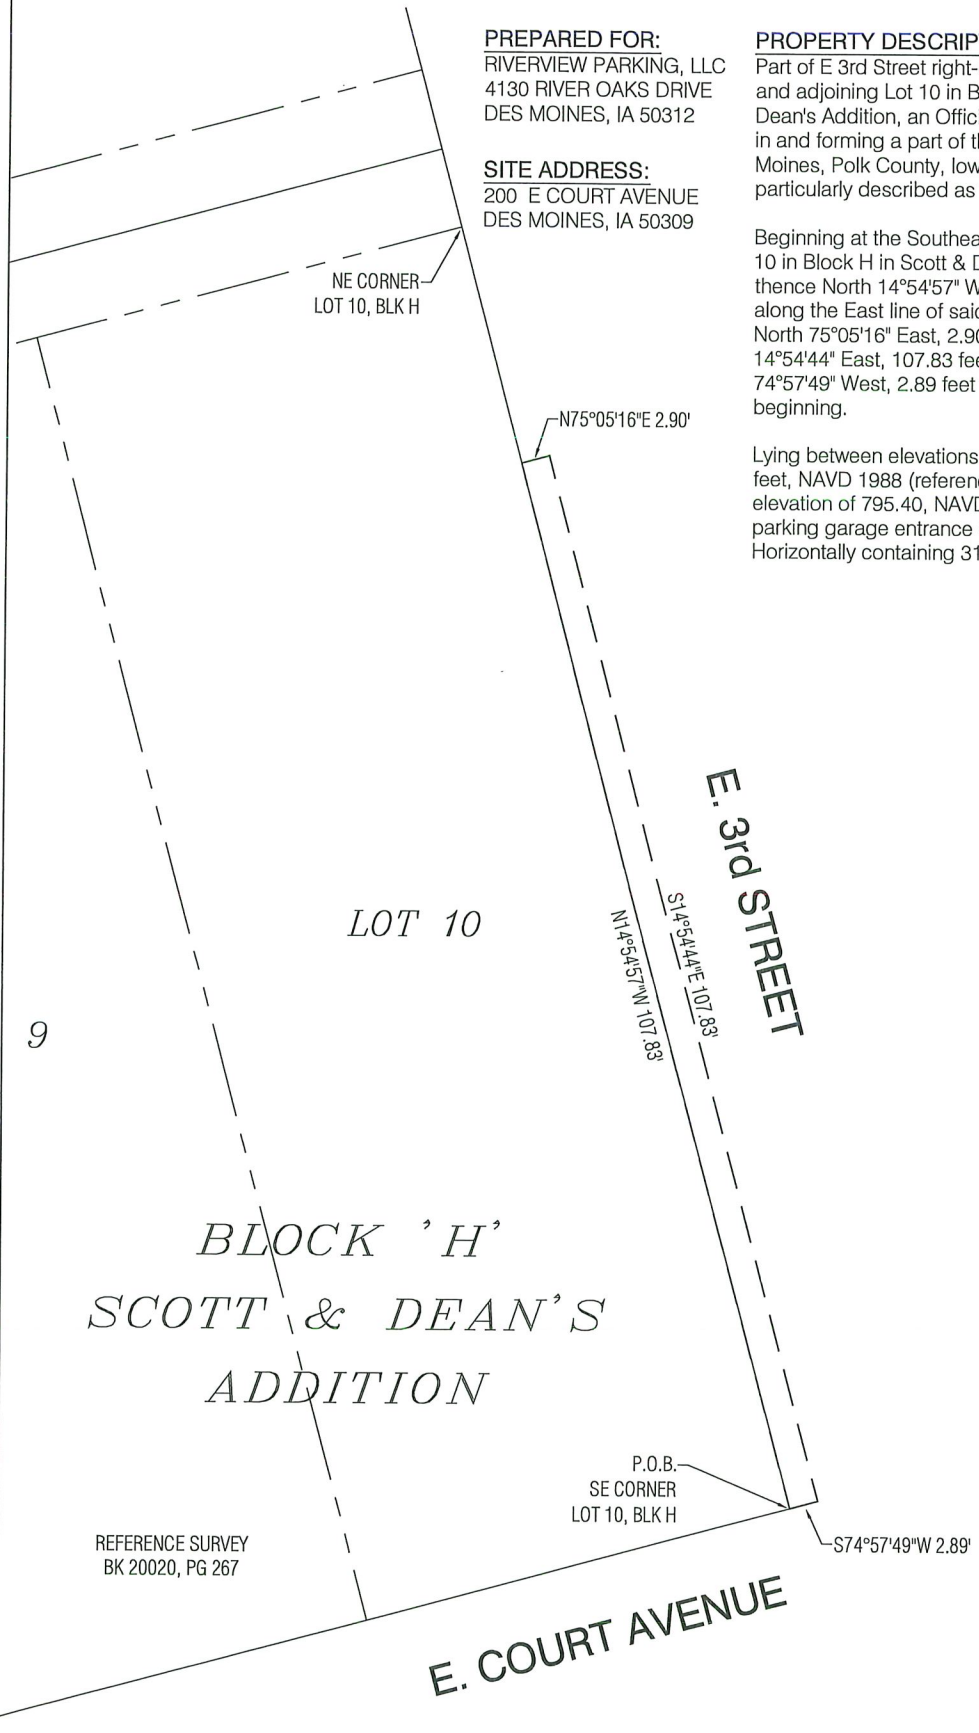 PREPARED FOR:
RIVERVIEW PARKING, LLC
4130 RIVER OAKS DRIVE
DES MOINES, IA 50312
SITE ADDRESS:
200 E COURT AVENUE
DES MOINES, IA 50309
PROPERTY DESCRIP
Part of E 3rd Street right-
and adjoining Lot 10 in B
Dean's Addition, an Offic
in and forming a part of t
Moines, Polk County, Iow
particularly described as
Beginning at the Southea
10 in Block H in Scott & D
thence North 14°54'57" W
along the East line of said
North 75°05'16" East, 2.90
14°54'44" East, 107.83 fee
74°57'49" West, 2.89 feet
beginning.
Lying between elevations
feet, NAVD 1988 (referen
elevation of 795.40, NAVD
parking garage entrance
Horizontally containing 31
NE CORNER
LOT 10, BLK H
N75°05'16"E 2.90'
E. 3rd STREET
S14°54'44"E 107.83'
N14°54'57"W 107.83'
LOT 10
9
BLOCK 'H'
SCOTT & DEAN'S
ADDITION
P.O.B.
SE CORNER
LOT 10, BLK H
REFERENCE SURVEY
BK 20020, PG 267
S74°57'49"W 2.89'
E. COURT AVENUE